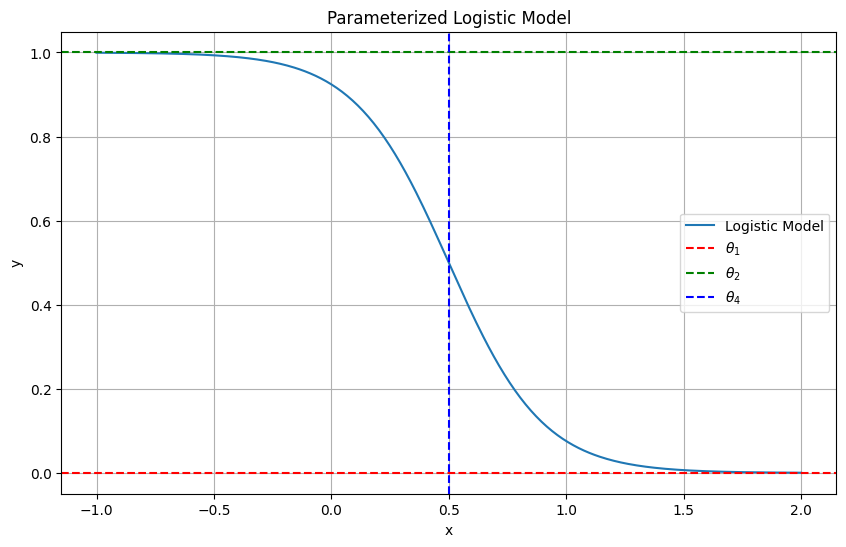 Parameterized Logistic Model
y
1.0
0.8
0.6
0.4
0.2
0.0
Logistic Model
θ₁
θ₂
θ₄
−1.0 −0.5 0.0 0.5 1.0 1.5 2.0
x